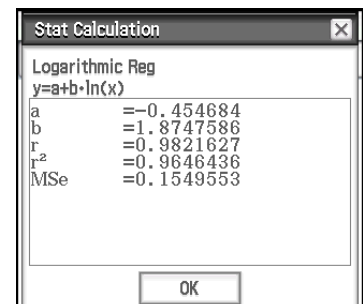 Stat Calculation
Logarithmic Reg
y=a+b·ln(x)
a =-0.454684
b =1.8747586
r =0.9821627
r² =0.9646436
MSe =0.1549553
OK